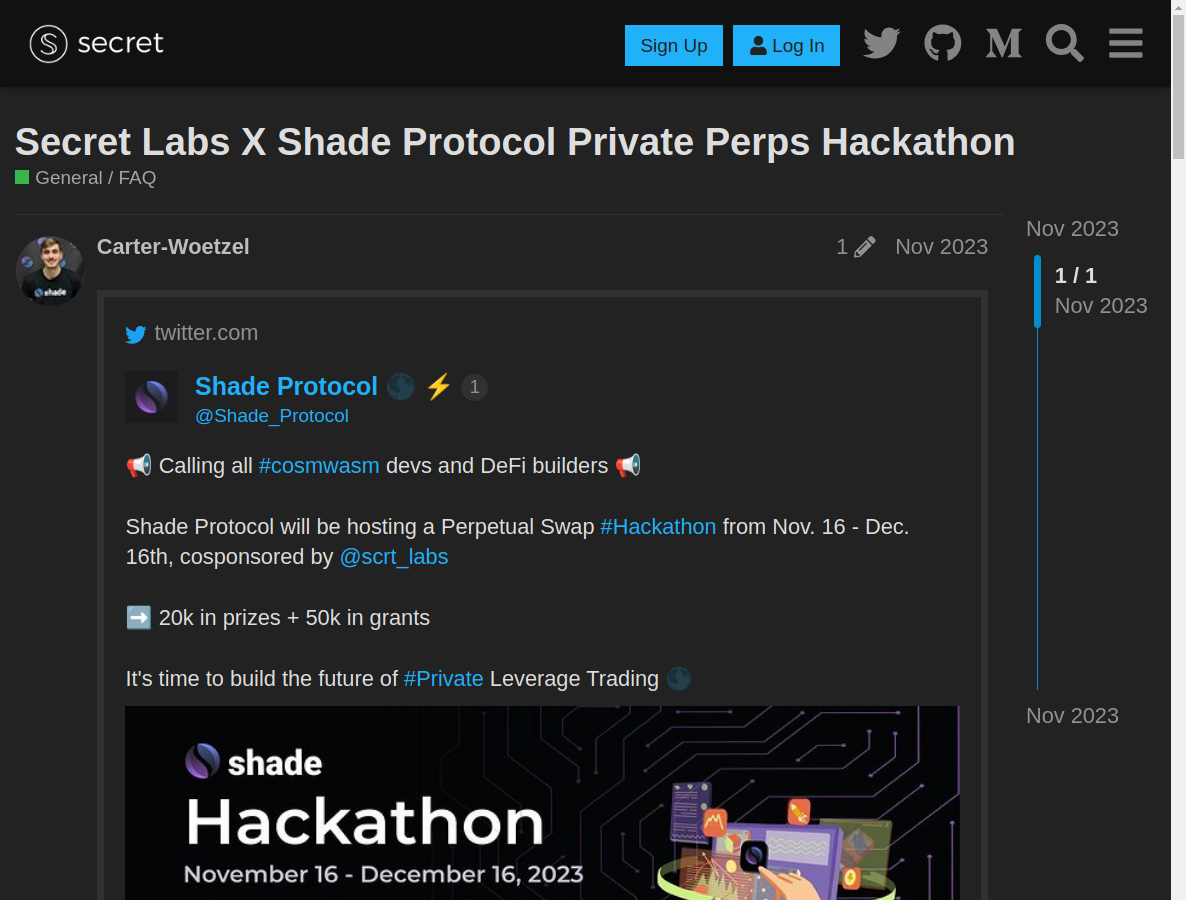 secret
Sign Up
Log In
Secret Labs X Shade Protocol Private Perps Hackathon
General / FAQ
Carter-Woetzel
1
Nov 2023
Nov 2023
1 / 1
Nov 2023
shade
twitter.com
Shade Protocol 🌑 ⚡ 1
@Shade_Protocol
📢 Calling all #cosmwasm devs and DeFi builders 📢
Shade Protocol will be hosting a Perpetual Swap #Hackathon from Nov. 16 - Dec.
16th, cosponsored by @scrt_labs
➡️ 20k in prizes + 50k in grants
It's time to build the future of #Private Leverage Trading 🌑
Nov 2023
shade
Hackathon
November 16 - December 16, 2023